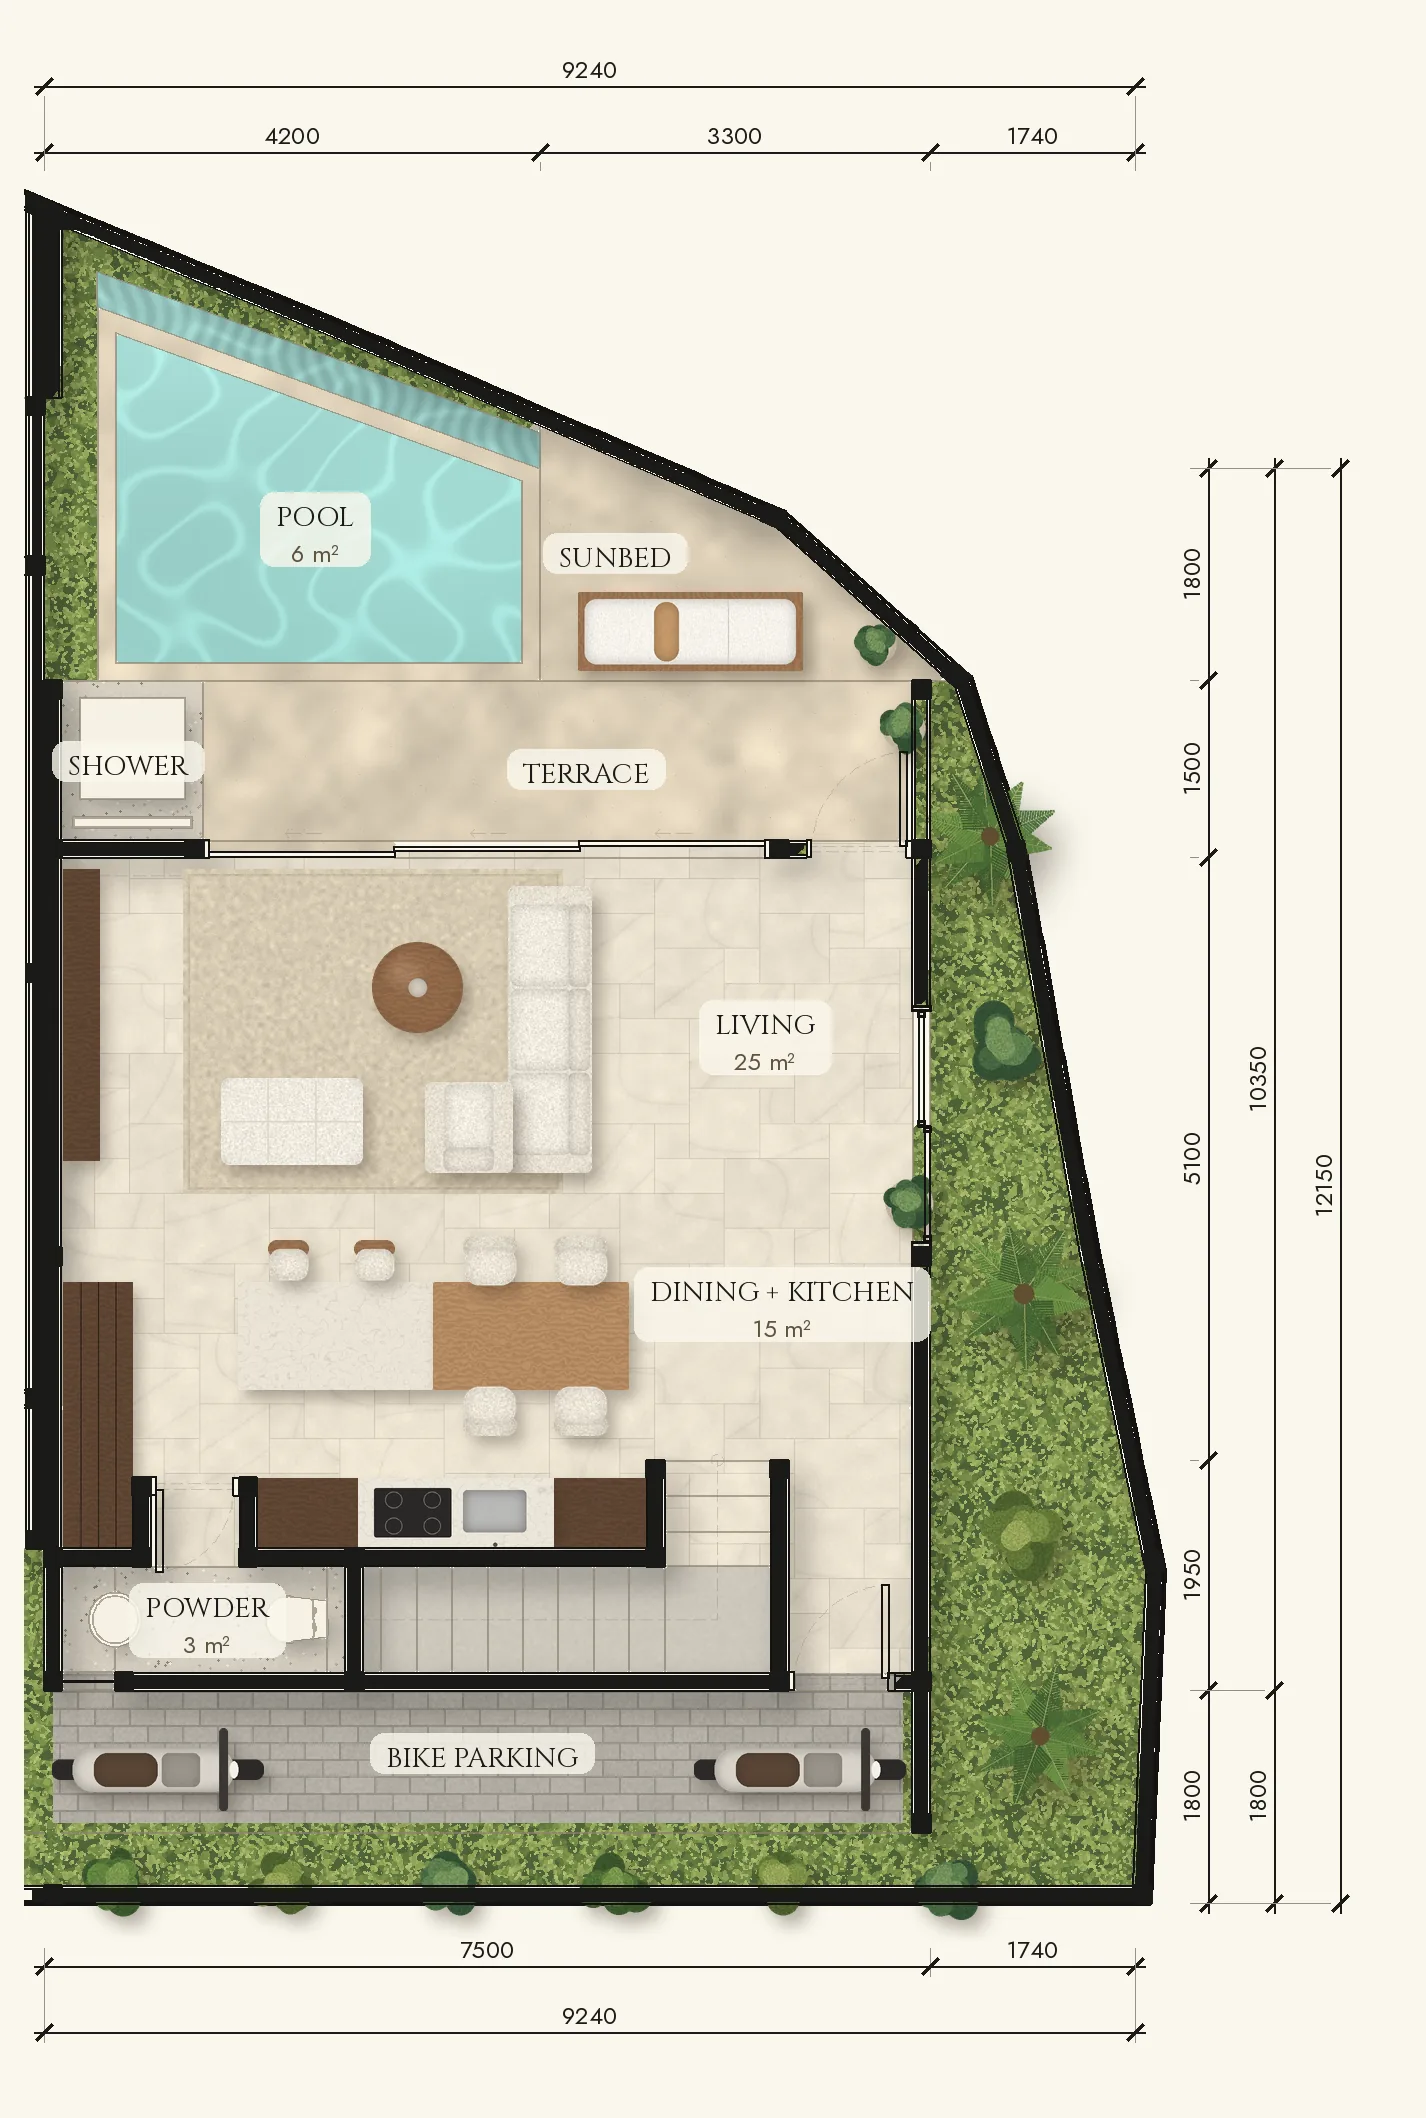 9240
4200 3300 1740
POOL
6 m²
SUNBED
1800
SHOWER
TERRACE
1500
LIVING
25 m²
10350
5100
12150
DINING + KITCHEN
15 m²
POWDER
3 m²
1950
BIKE PARKING
1800
1800
7500 1740
9240